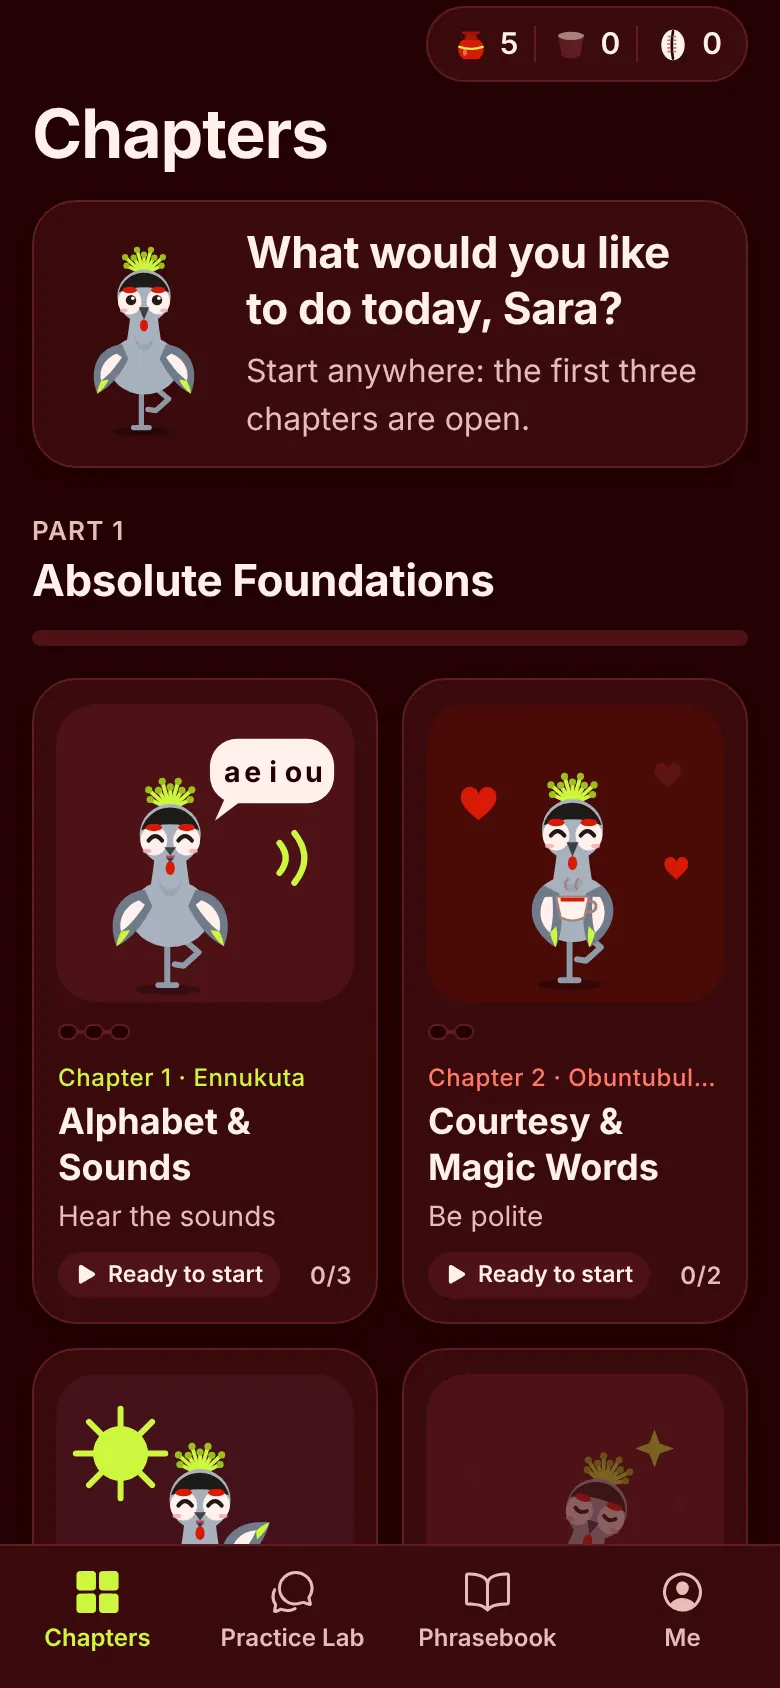 5 0 0
Chapters
What would you like
to do today, Sara?
Start anywhere: the first three
chapters are open.
PART 1
Absolute Foundations
a e i o u
Chapter 1 · Ennukuta
Alphabet &
Sounds
Hear the sounds
Ready to start 0/3
Chapter 2 · Obuntubul...
Courtesy &
Magic Words
Be polite
Ready to start 0/2
Chapters
Practice Lab
Phrasebook
Me